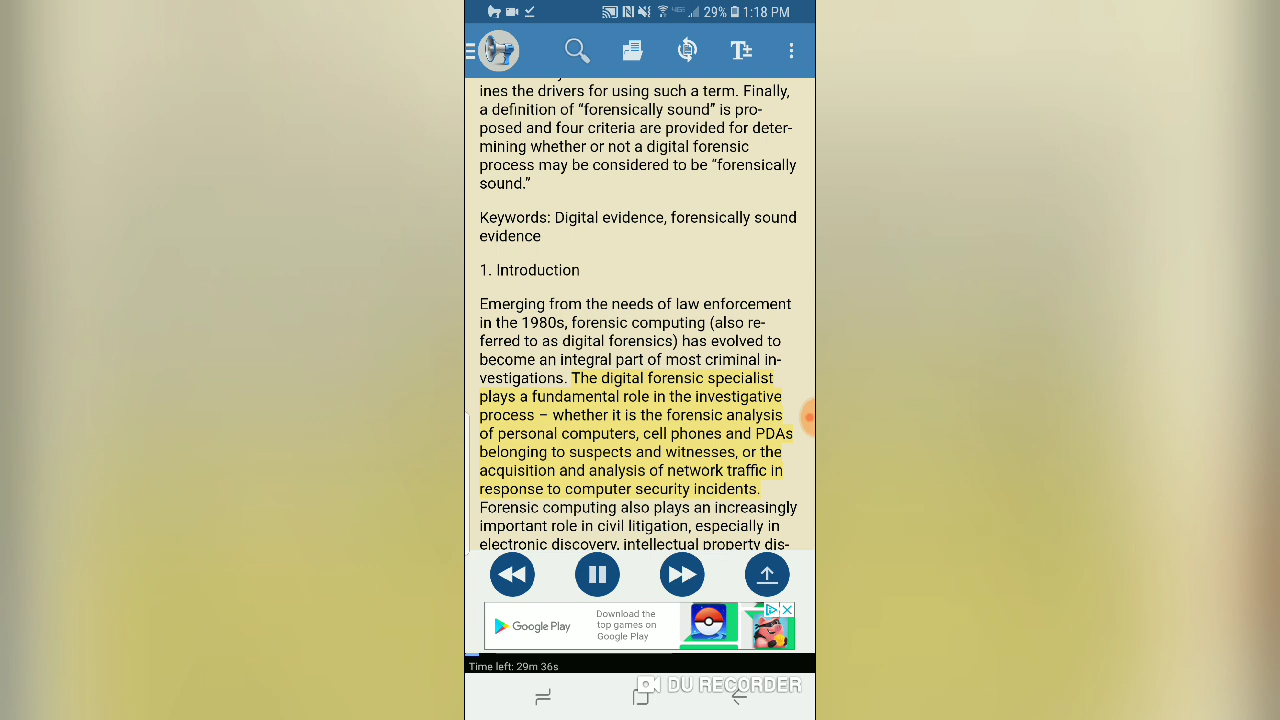 29% 1:18 PM
T±
ines the drivers for using such a term. Finally,
a definition of “forensically sound” is pro-
posed and four criteria are provided for deter-
mining whether or not a digital forensic
process may be considered to be “forensically
sound.”
Keywords: Digital evidence, forensically sound
evidence
1. Introduction
Emerging from the needs of law enforcement
in the 1980s, forensic computing (also re-
ferred to as digital forensics) has evolved to
become an integral part of most criminal in-
vestigations. The digital forensic specialist
plays a fundamental role in the investigative
process – whether it is the forensic analysis
of personal computers, cell phones and PDAs
belonging to suspects and witnesses, or the
acquisition and analysis of network traffic in
response to computer security incidents.
Forensic computing also plays an increasingly
important role in civil litigation, especially in
electronic discovery, intellectual property dis-
Google Play
Download the
top games on
Google Play
Time left: 29m 36s
DU RECORDER